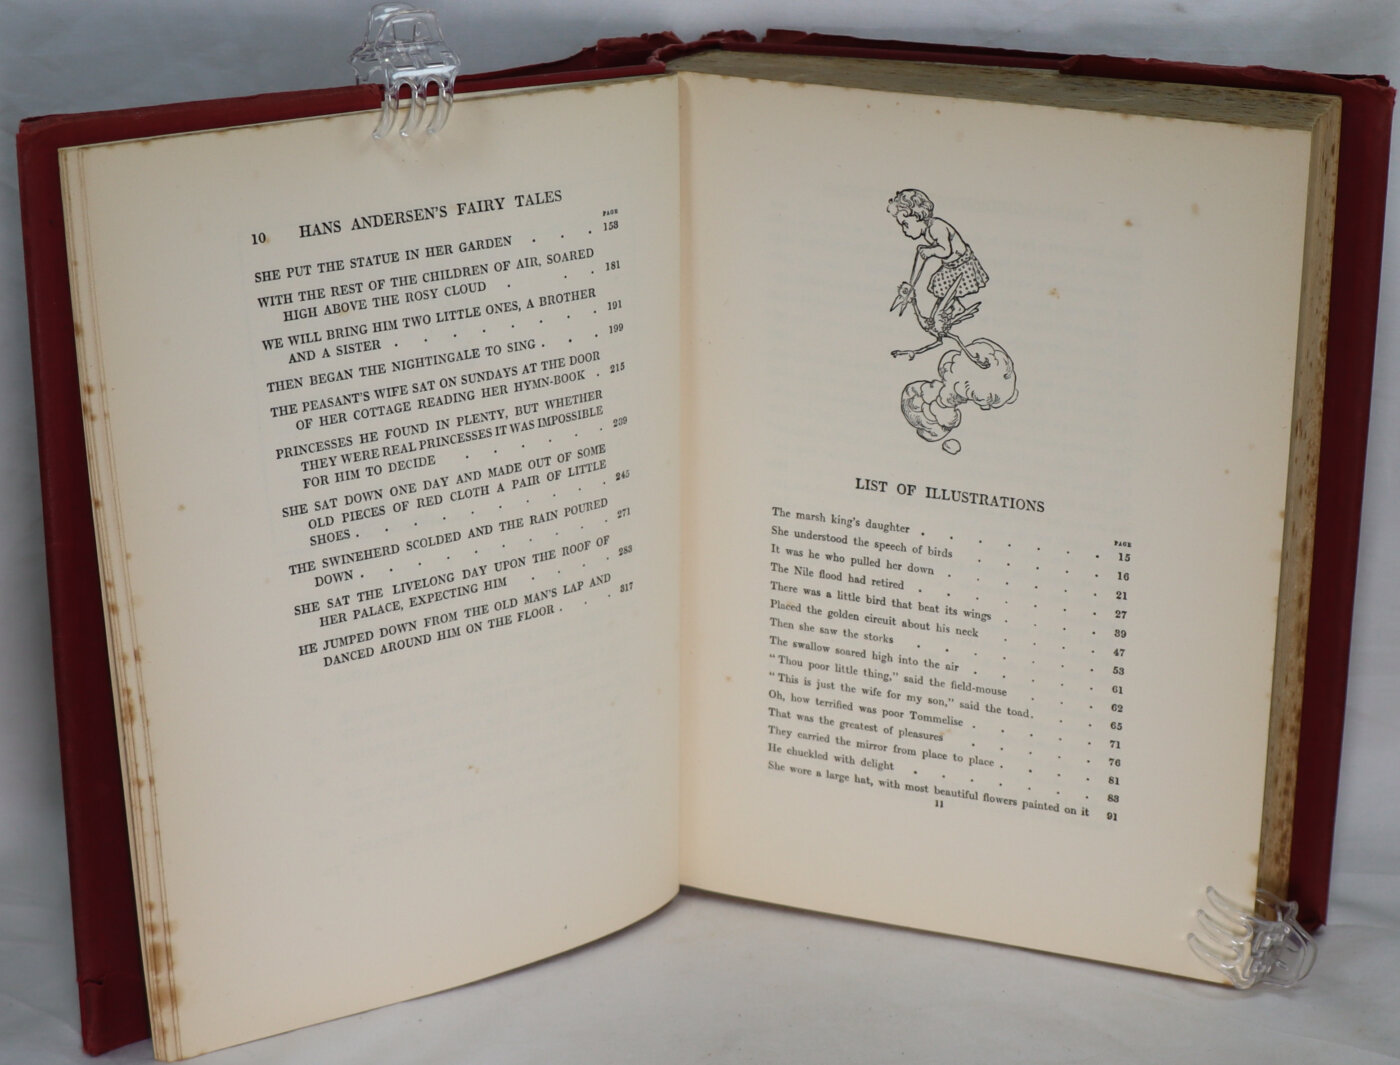 10 HANS ANDERSEN'S FAIRY TALES
PAGE
SHE PUT THE STATUE IN HER GARDEN . . . 153
WITH THE REST OF THE CHILDREN OF AIR, SOARED
HIGH ABOVE THE ROSY CLOUD . . . 181
WE WILL BRING HIM TWO LITTLE ONES, A BROTHER
AND A SISTER . . . . . . . 191
THEN BEGAN THE NIGHTINGALE TO SING . . . 199
THE PEASANT'S WIFE SAT ON SUNDAYS AT THE DOOR
OF HER COTTAGE READING HER HYMN-BOOK . 215
PRINCESSES HE FOUND IN PLENTY, BUT WHETHER
THEY WERE REAL PRINCESSES IT WAS IMPOSSIBLE
FOR HIM TO DECIDE . . . . . 239
SHE SAT DOWN ONE DAY AND MADE OUT OF SOME
OLD PIECES OF RED CLOTH A PAIR OF LITTLE
SHOES . . . . . . . . 245
THE SWINEHERD SCOLDED AND THE RAIN POURED
DOWN . . . . . . . . 271
SHE SAT THE LIVELONG DAY UPON THE ROOF OF
HER PALACE, EXPECTING HIM . . . . 283
HE JUMPED DOWN FROM THE OLD MAN'S LAP AND
DANCED AROUND HIM ON THE FLOOR . . . 317
LIST OF ILLUSTRATIONS
PAGE
The marsh king's daughter . . . . . . . 15
She understood the speech of birds . . . . . 16
It was he who pulled her down . . . . . . 21
The Nile flood had retired . . . . . . . 27
There was a little bird that beat its wings . . . . 39
Placed the golden circuit about his neck . . . . 47
Then she saw the storks . . . . . . . 53
The swallow soared high into the air . . . . . 61
"Thou poor little thing," said the field-mouse . . . 62
"This is just the wife for my son," said the toad. . . . 65
Oh, how terrified was poor Tommelise . . . . . 71
That was the greatest of pleasures . . . . . 76
They carried the mirror from place to place . . . . 81
He chuckled with delight . . . . . . . 83
She wore a large hat, with most beautiful flowers painted on it 91
11